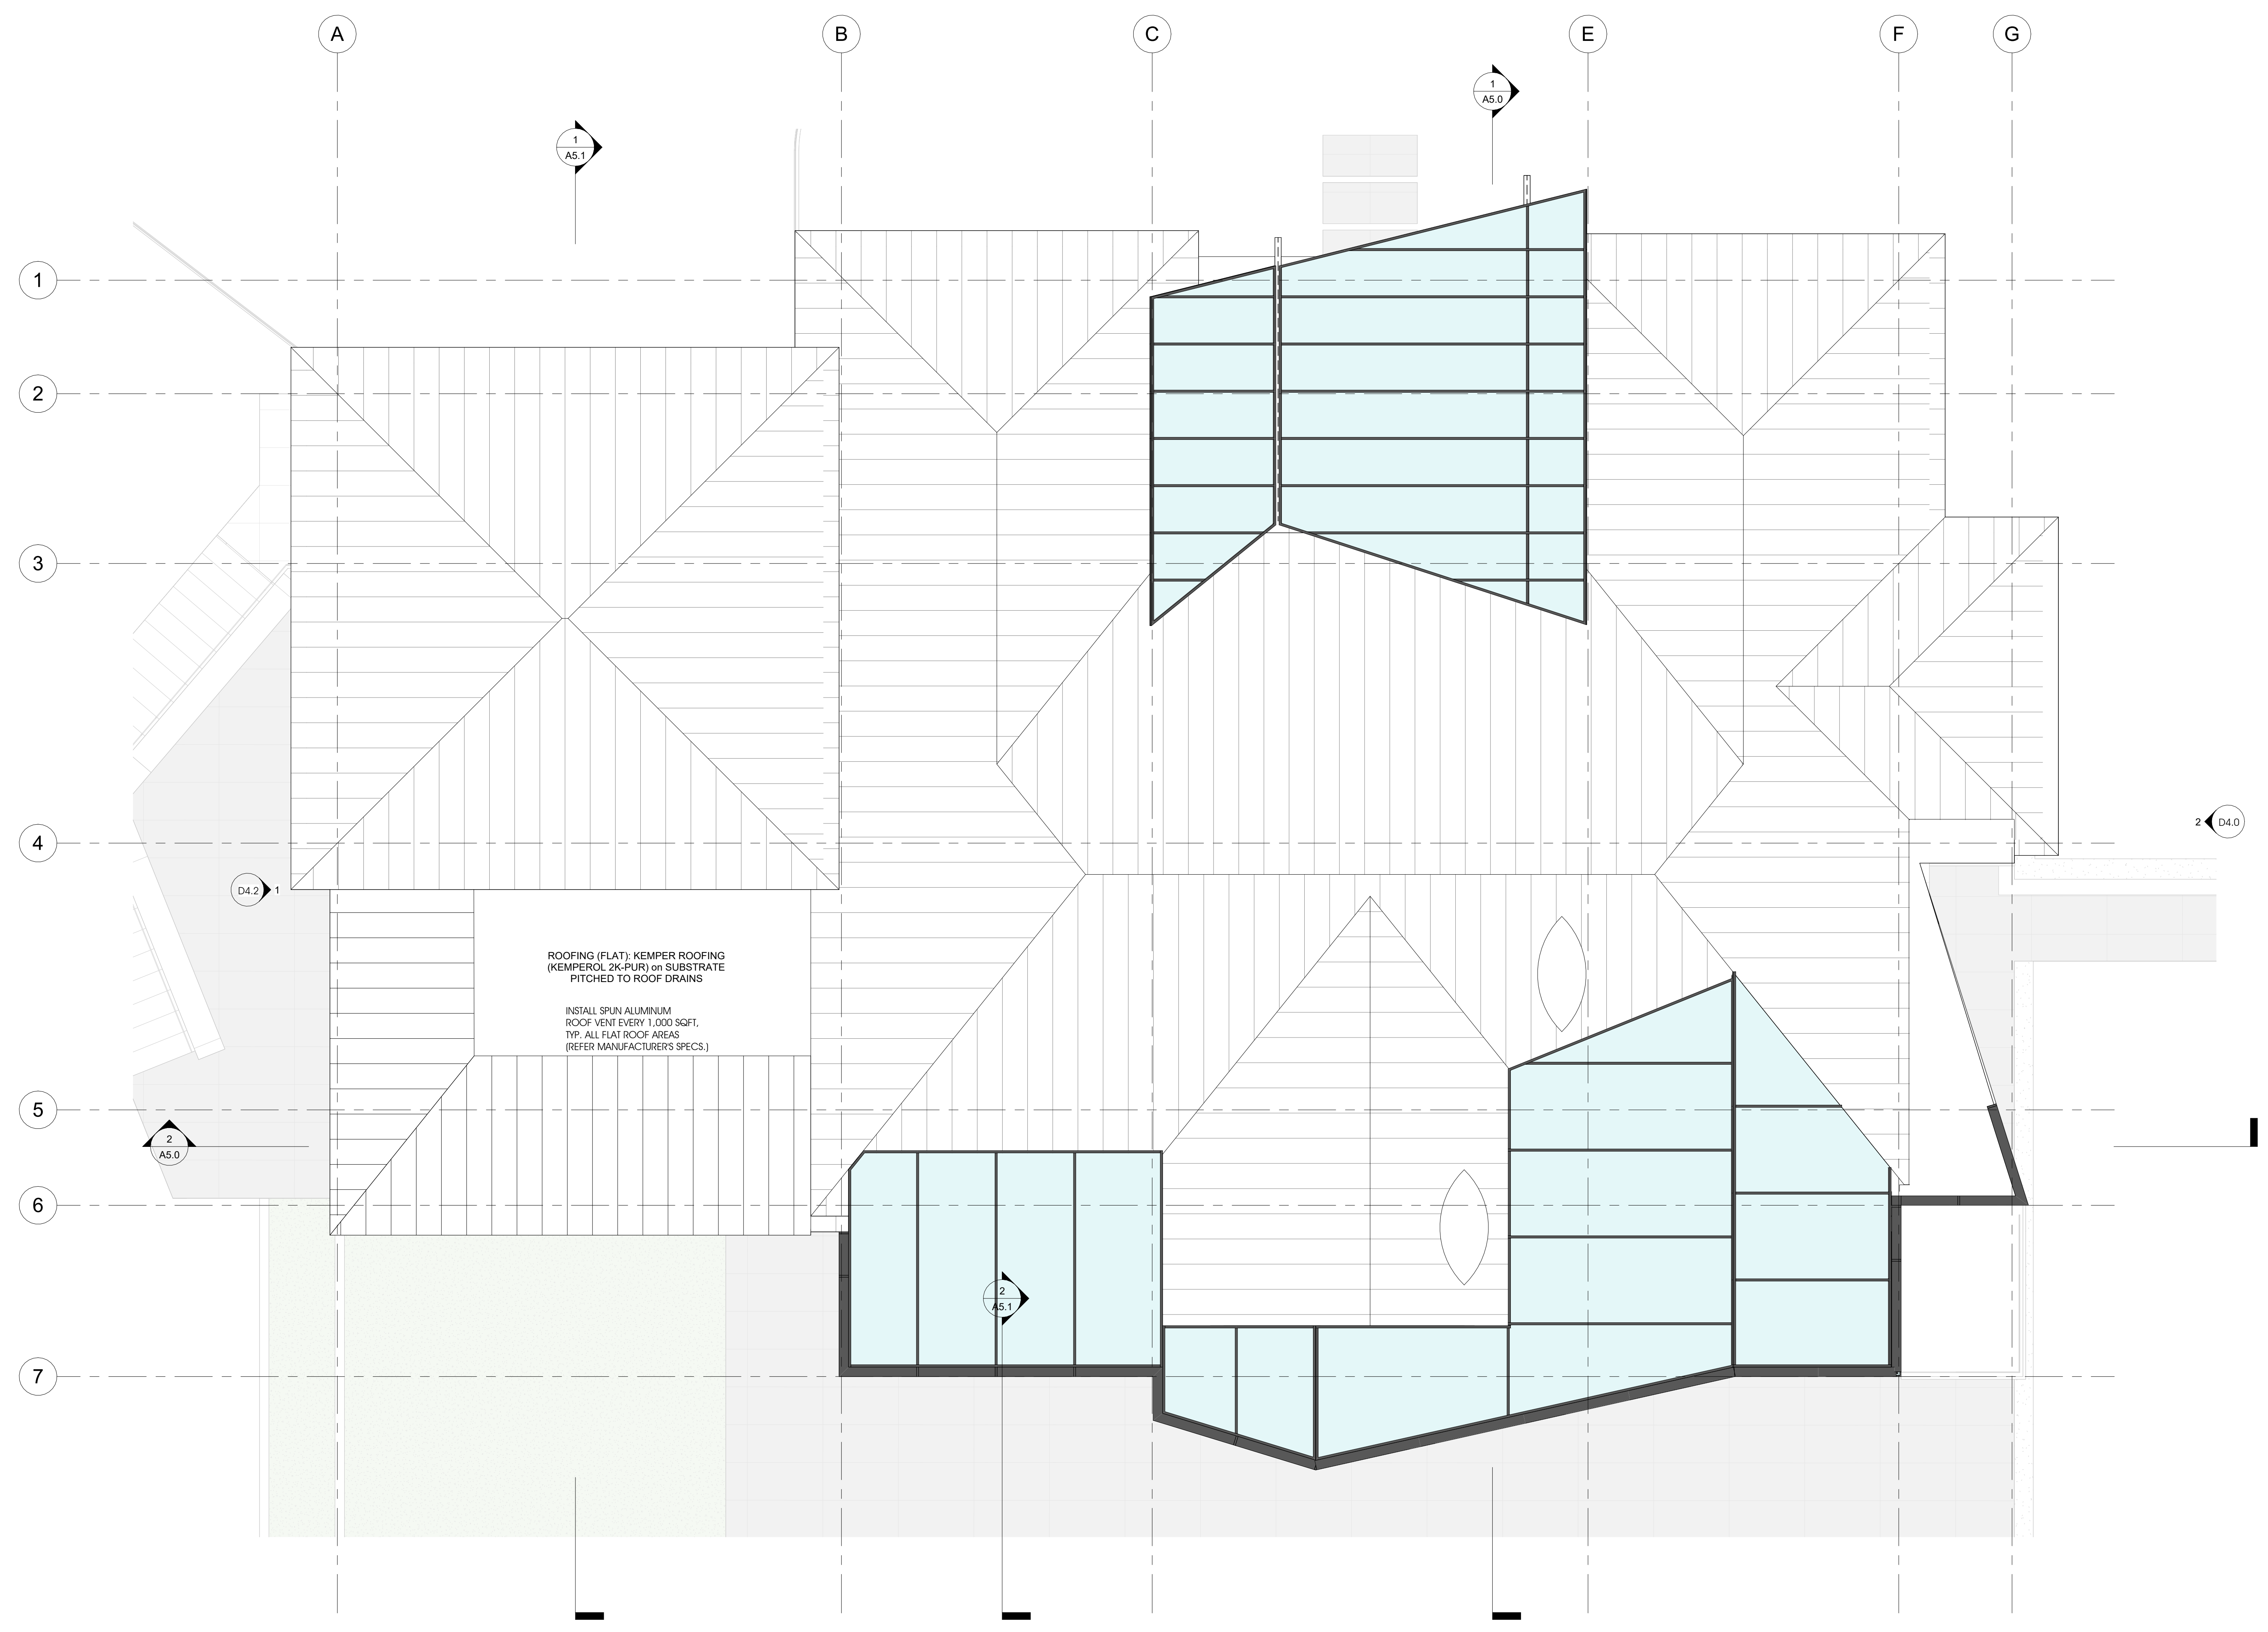 A B C E F G
1
A5.0
1
A5.1
1
2
3
4
2 D4.0
D4.2 1
ROOFING (FLAT): KEMPER ROOFING
(KEMPEROL 2K-PUR) on SUBSTRATE
PITCHED TO ROOF DRAINS
INSTALL SPUN ALUMINUM
ROOF VENT EVERY 1,000 SQFT,
TYP. ALL FLAT ROOF AREAS
(REFER MANUFACTURER'S SPECS.)
5
2
A5.0
6
2
A5.1
7